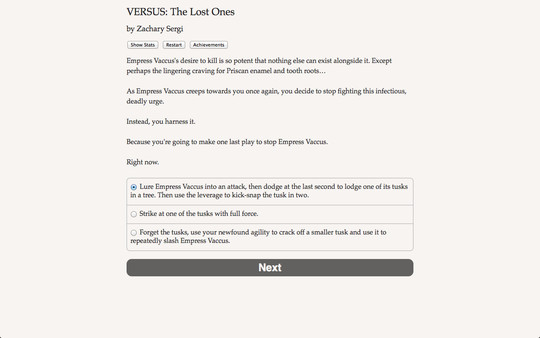 VERSUS: The Lost Ones
by Zachary Sergi
Show Stats Restart Achievements
Empress Vaccus's desire to kill is so potent that nothing else can exist alongside it. Except
perhaps the lingering craving for Priscan enamel and tooth roots…
As Empress Vaccus creeps towards you once again, you decide to stop fighting this infectious,
deadly urge.
Instead, you harness it.
Because you're going to make one last play to stop Empress Vaccus.
Right now.
Lure Empress Vaccus into an attack, then dodge at the last second to lodge one of its tusks
in a tree. Then use the leverage to kick-snap the tusk in two.
Strike at one of the tusks with full force.
Forget the tusks, use your newfound agility to crack off a smaller tusk and use it to
repeatedly slash Empress Vaccus.
Next